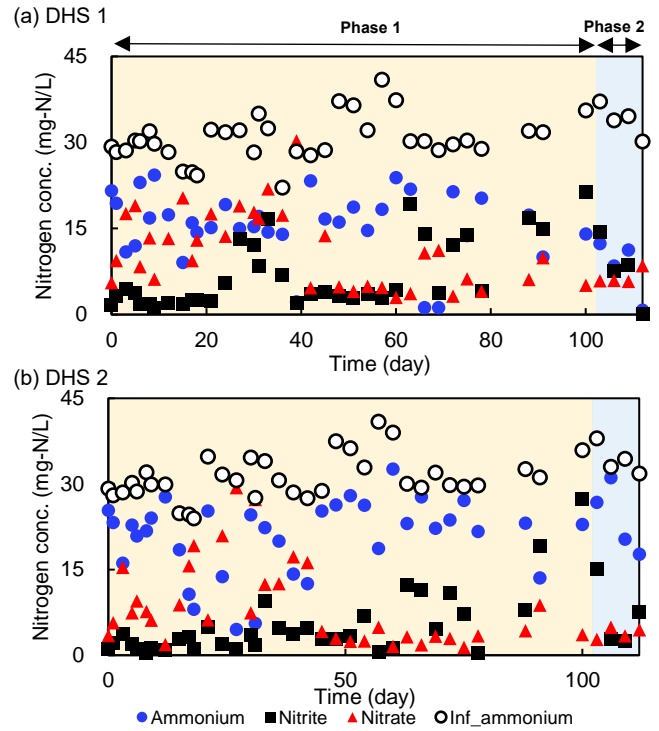 (a) DHS 1
Phase 1
Phase 2
45
30
15
0
Nitrogen conc. (mg-N/L)
0
20
40
60
80
100
Time (day)
(b) DHS 2
45
30
15
0
Nitrogen conc. (mg-N/L)
0
50
100
Time (day)
Ammonium
Nitrite
Nitrate
Inf_ammonium